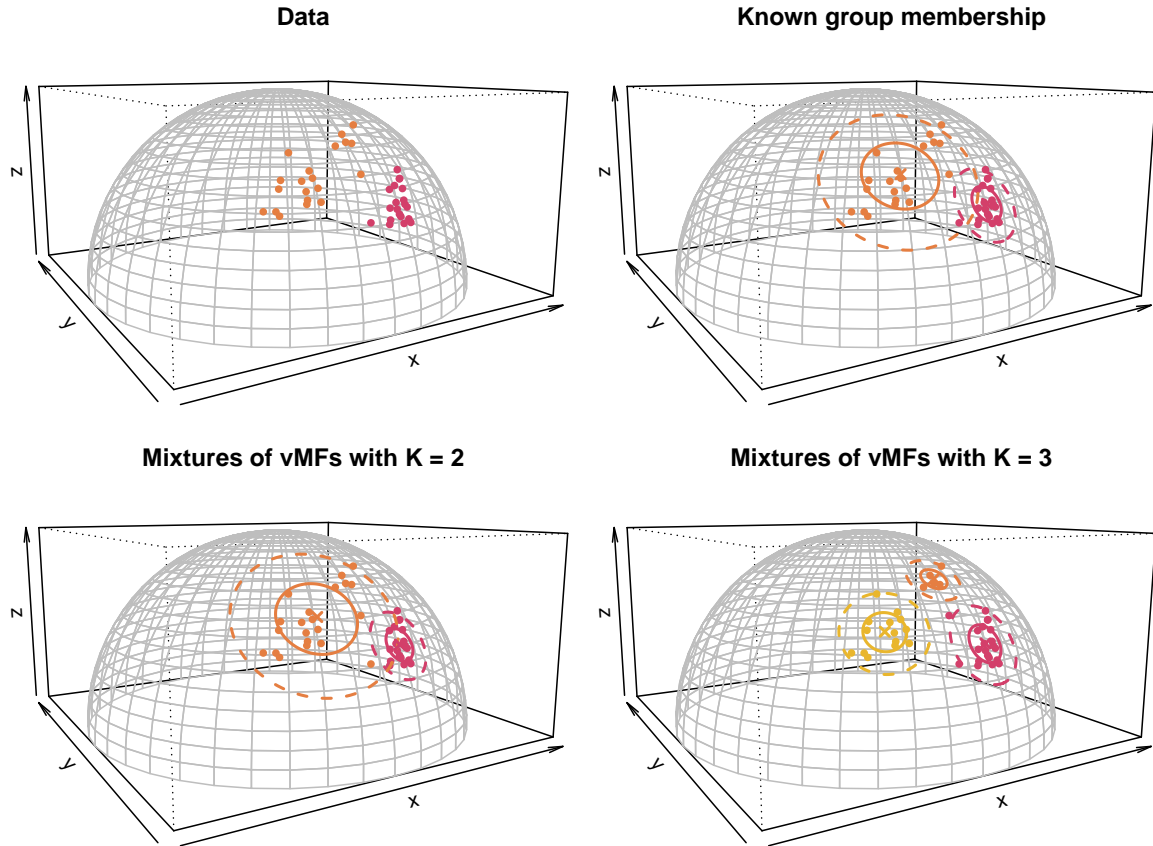 Data
z
y
x
Known group membership
z
y
x
Mixtures of vMFs with K = 2
z
y
x
Mixtures of vMFs with K = 3
z
y
x